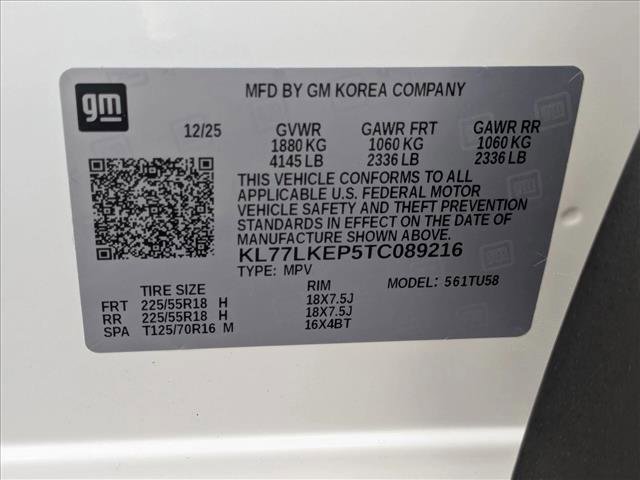 gm
MFD BY GM KOREA COMPANY
12/25 GVWR GAWR FRT GAWR RR
1880 KG 1060 KG 1060 KG
4145 LB 2336 LB 2336 LB
THIS VEHICLE CONFORMS TO ALL
APPLICABLE U.S. FEDERAL MOTOR
VEHICLE SAFETY AND THEFT PREVENTION
STANDARDS IN EFFECT ON THE DATE OF
MANUFACTURE SHOWN ABOVE.
KL77LKEP5TC089216
TYPE: MPV MODEL: 561TU58
TIRE SIZE RIM
FRT 225/55R18 H 18X7.5J
RR 225/55R18 H 18X7.5J
SPA T125/70R16 M 16X4BT